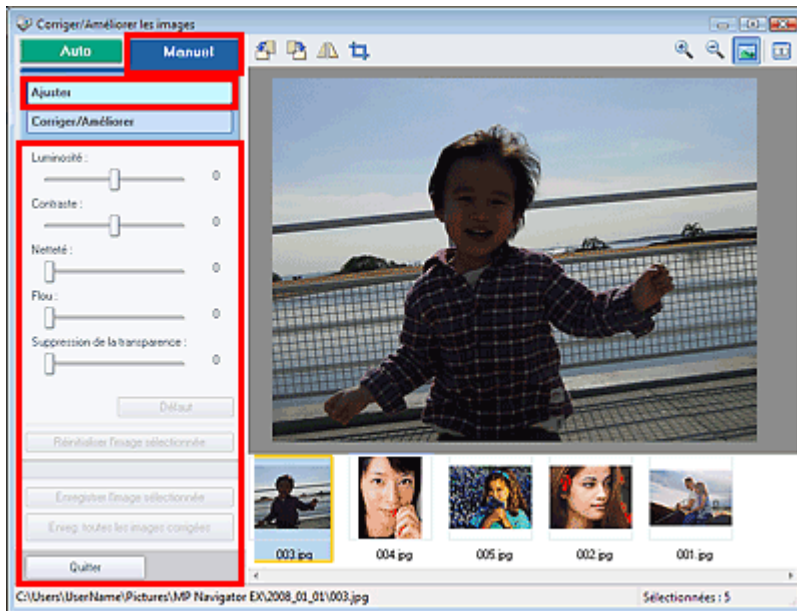 Corriger/Améliorer les images
Auto
Manuel
Ajuster
Corriger/Améliorer
Luminosité :
0
Contraste :
0
Netteté :
0
Flou :
0
Suppression de la transparence :
0
Défaut
Réinitialiser l'image sélectionnée
Enregistrer l'image sélectionnée
Enreg. toutes les images corrigées
Quitter
003.jpg
004.jpg
005.jpg
002.jpg
001.jpg
C:\Users\UserName\Pictures\MP Navigator EX\2008_01_01\003.jpg
Sélectionnées : 5